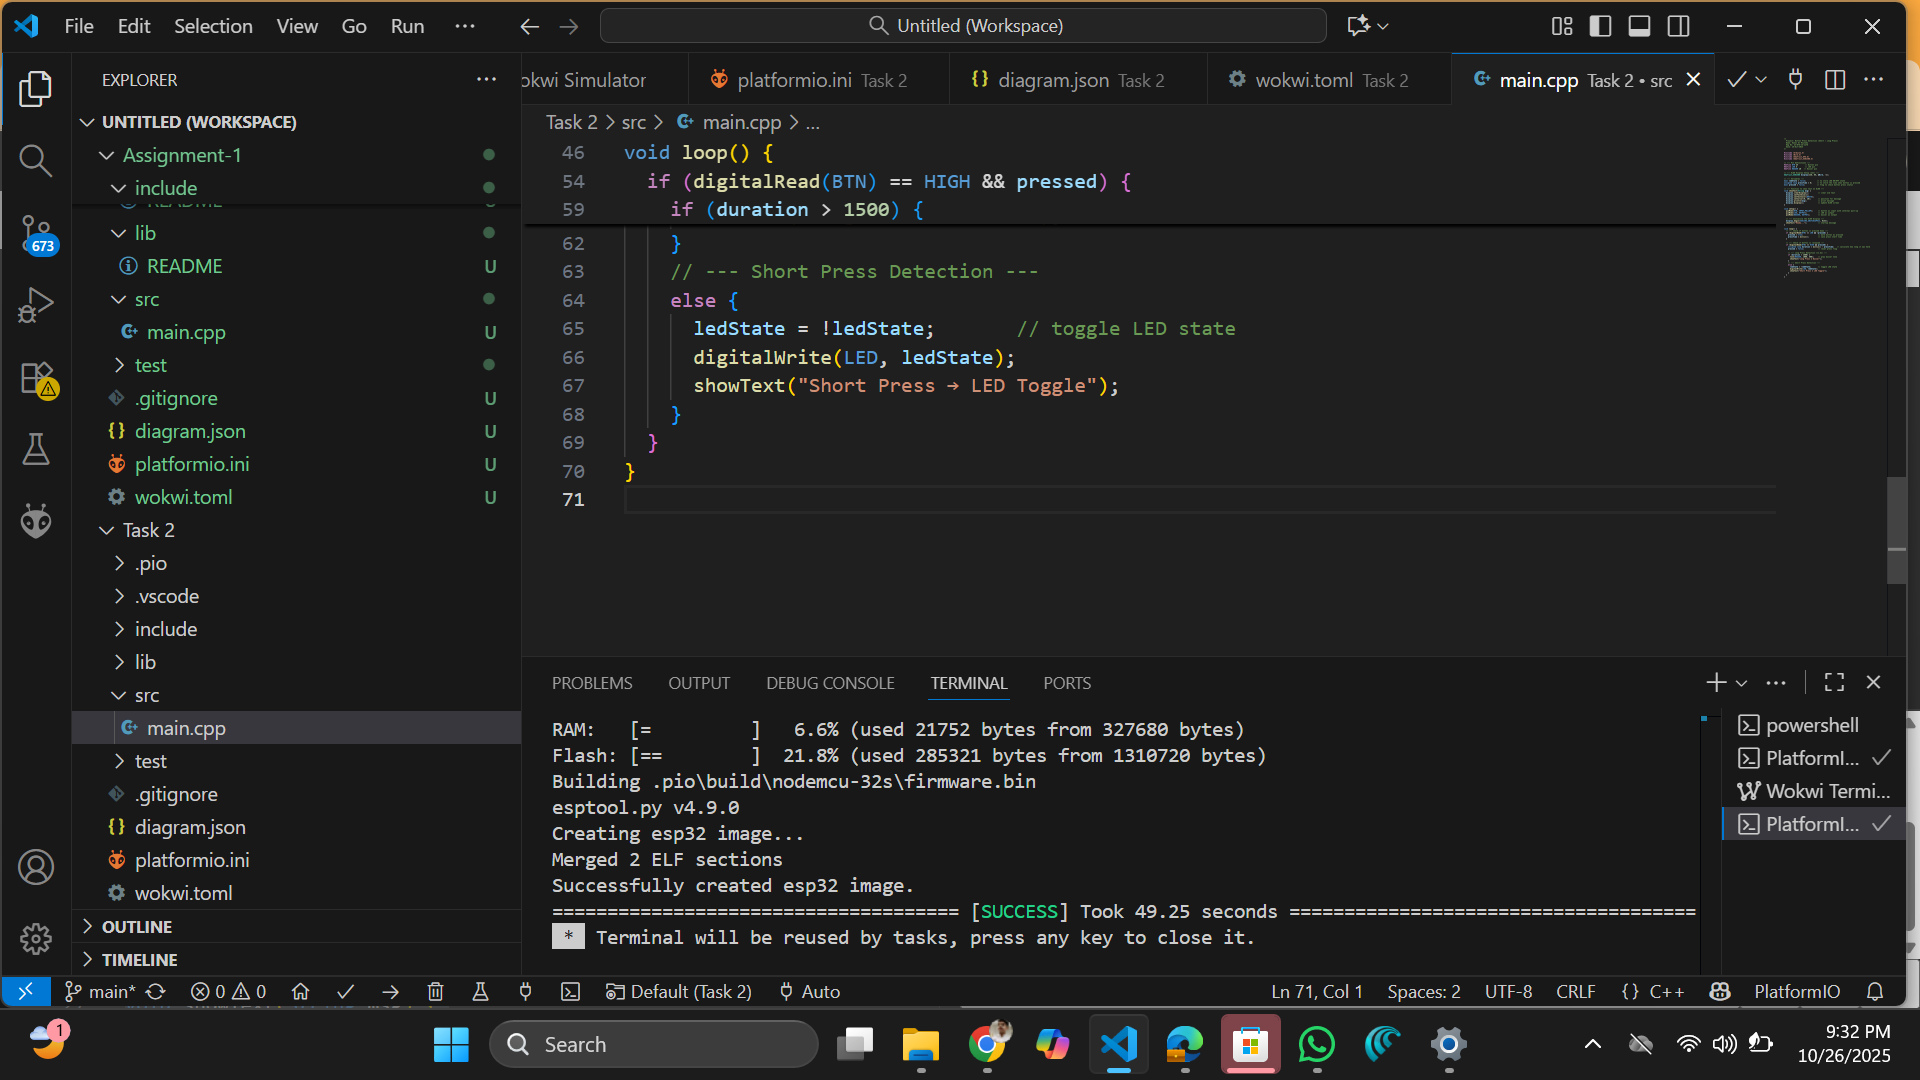 File Edit Selection View Go Run ···
Untitled (Workspace)
EXPLORER
UNTITLED (WORKSPACE)
Assignment-1
include
README
lib
README U
src
main.cpp U
test
.gitignore U
diagram.json U
platformio.ini U
wokwi.toml U
Task 2
.pio
.vscode
include
lib
src
main.cpp
test
.gitignore
diagram.json
platformio.ini
wokwi.toml
OUTLINE
TIMELINE
673
okwi Simulator
platformio.ini Task 2
diagram.json Task 2
wokwi.toml Task 2
main.cpp Task 2 • src
Task 2 > src > main.cpp > ...
46 void loop() {
54 if (digitalRead(BTN) == HIGH && pressed) {
59 if (duration > 1500) {
62 }
63 // --- Short Press Detection ---
64 else {
65 ledState = !ledState; // toggle LED state
66 digitalWrite(LED, ledState);
67 showText("Short Press → LED Toggle");
68 }
69 }
70 }
71
PROBLEMS OUTPUT DEBUG CONSOLE TERMINAL PORTS
RAM: [= ] 6.6% (used 21752 bytes from 327680 bytes)
Flash: [== ] 21.8% (used 285321 bytes from 1310720 bytes)
Building .pio\build\nodemcu-32s\firmware.bin
esptool.py v4.9.0
Creating esp32 image...
Merged 2 ELF sections
Successfully created esp32 image.
===================================== [SUCCESS] Took 49.25 seconds =====================================
* Terminal will be reused by tasks, press any key to close it.
powershell
PlatformI...
Wokwi Termi...
PlatformI...
main* 0 0 Default (Task 2) Auto Ln 71, Col 1 Spaces: 2 UTF-8 CRLF {} C++ PlatformIO
1
Search
9:32 PM
10/26/2025